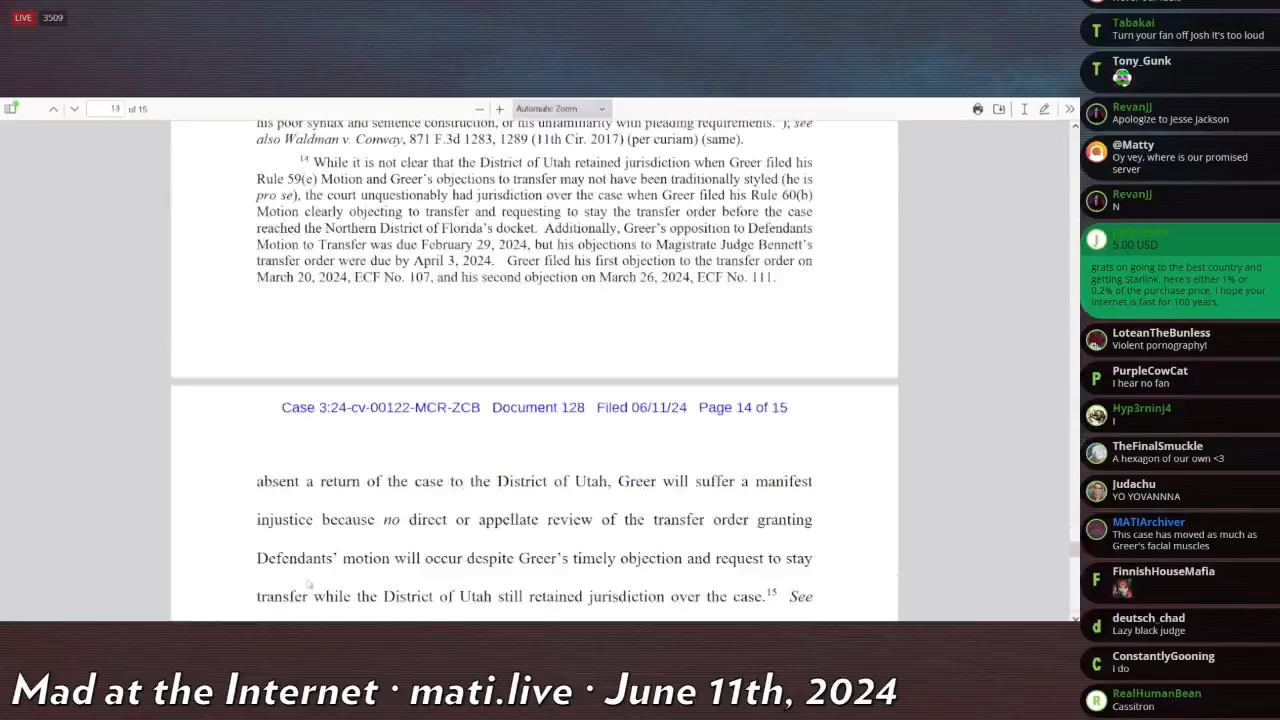 LIVE 3509
13 of 15
Automatic Zoom
his poor syntax and sentence construction, or his unfamiliarity with pleading requirements."); see
also Waldman v. Conway, 871 F.3d 1283, 1289 (11th Cir. 2017) (per curiam) (same).
14 While it is not clear that the District of Utah retained jurisdiction when Greer filed his
Rule 59(e) Motion and Greer's objections to transfer may not have been traditionally styled (he is
pro se), the court unquestionably had jurisdiction over the case when Greer filed his Rule 60(b)
Motion clearly objecting to transfer and requesting to stay the transfer order before the case
reached the Northern District of Florida's docket. Additionally, Greer's opposition to Defendants
Motion to Transfer was due February 29, 2024, but his objections to Magistrate Judge Bennett's
transfer order were due by April 3, 2024. Greer filed his first objection to the transfer order on
March 20, 2024, ECF No. 107, and his second objection on March 26, 2024, ECF No. 111.
Case 3:24-cv-00122-MCR-ZCB Document 128 Filed 06/11/24 Page 14 of 15
absent a return of the case to the District of Utah, Greer will suffer a manifest
injustice because no direct or appellate review of the transfer order granting
Defendants' motion will occur despite Greer's timely objection and request to stay
transfer while the District of Utah still retained jurisdiction over the case.15 See
Tabakai
Turn your fan off Josh it's too loud
T
Tony_Gunk
T
RevanJJ
Apologize to Jesse Jackson
@Matty
Oy vey, where is our promised
server
RevanJJ
N
J
5.00 USD
grats on going to the best country and
getting Starlink. here's either 1% or
0.2% of the purchase price. I hope your
internet is fast for 100 years.
LoteanTheBunless
Violent pornography!
P
PurpleCowCat
I hear no fan
Hyp3rninj4
I
TheFinalSmuckle
A hexagon of our own <3
Judachu
YO YOVANNNA
MATIArchiver
This case has moved as much as
Greer's facial muscles
F
FinnishHouseMafia
d
deutsch_chad
Lazy black judge
C
ConstantlyGooning
i do
R
RealHumanBean
Cassitron
Mad at the Internet · mati.live · June 11th, 2024